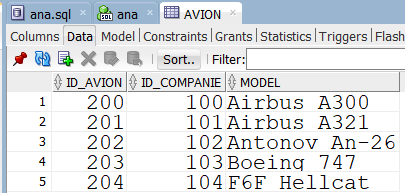 ana.sql ana AVION
Columns Data Model Constraints Grants Statistics Triggers Flash
Sort.. Filter:
ID_AVION ID_COMPANIE MODEL
1 200 100 Airbus A300
2 201 101 Airbus A321
3 202 102 Antonov An-26
4 203 103 Boeing 747
5 204 104 F6F Hellcat